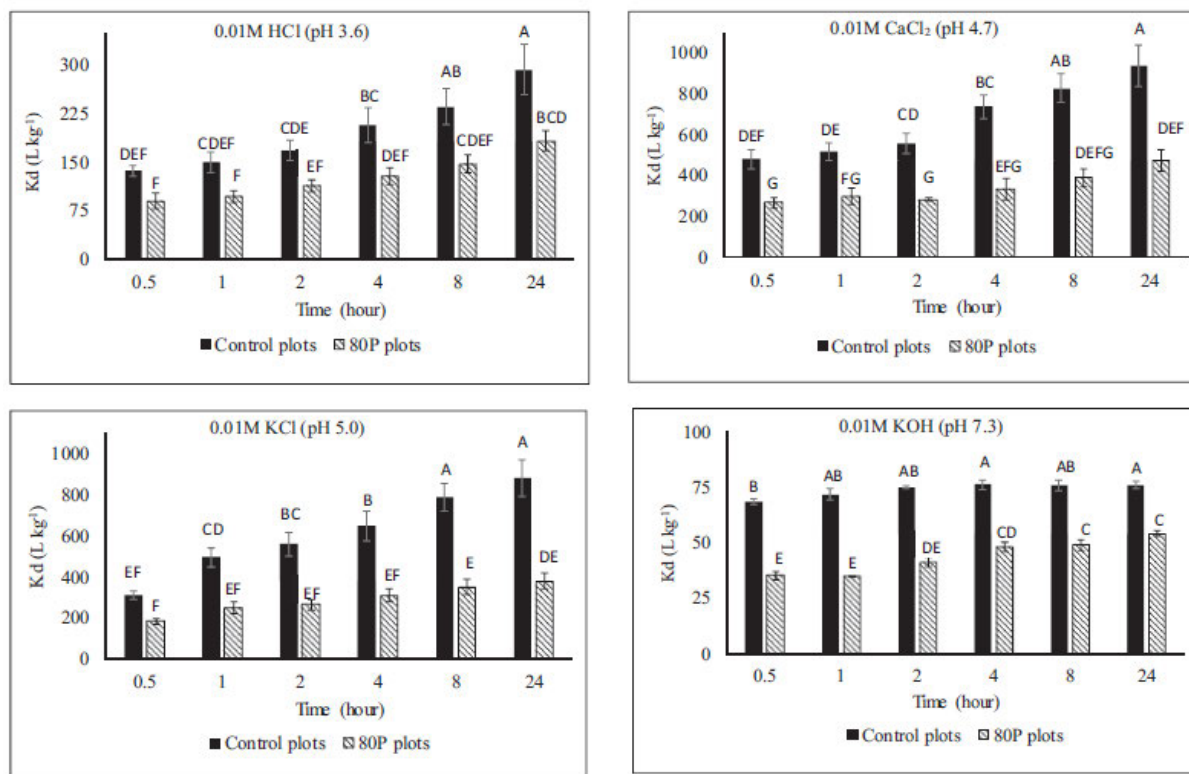 0.01M HCl (pH 3.6)
Kd (L kg⁻¹)
300
225
150
75
0
DEF F CDEF F CDE EF BC DEF AB CDEF A BCD
0.5 1 2 4 8 24
Time (hour)
Control plots 80P plots
0.01M CaCl₂ (pH 4.7)
Kd (L kg⁻¹)
1000
800
600
400
200
0
DEF G DE FG CD G BC EFG AB DEFG A DEF
0.5 1 2 4 8 24
Time (hour)
Control plots 80P plots
0.01M KCl (pH 5.0)
Kd (L kg⁻¹)
1000
800
600
400
200
0
EF F CD EF BC EF B EF A E A DE
0.5 1 2 4 8 24
Time (hour)
Control plots 80P plots
0.01M KOH (pH 7.3)
Kd (L kg⁻¹)
100
75
50
25
0
B E AB E AB DE A CD AB C A C
0.5 1 2 4 8 24
Time (hour)
Control plots 80P plots